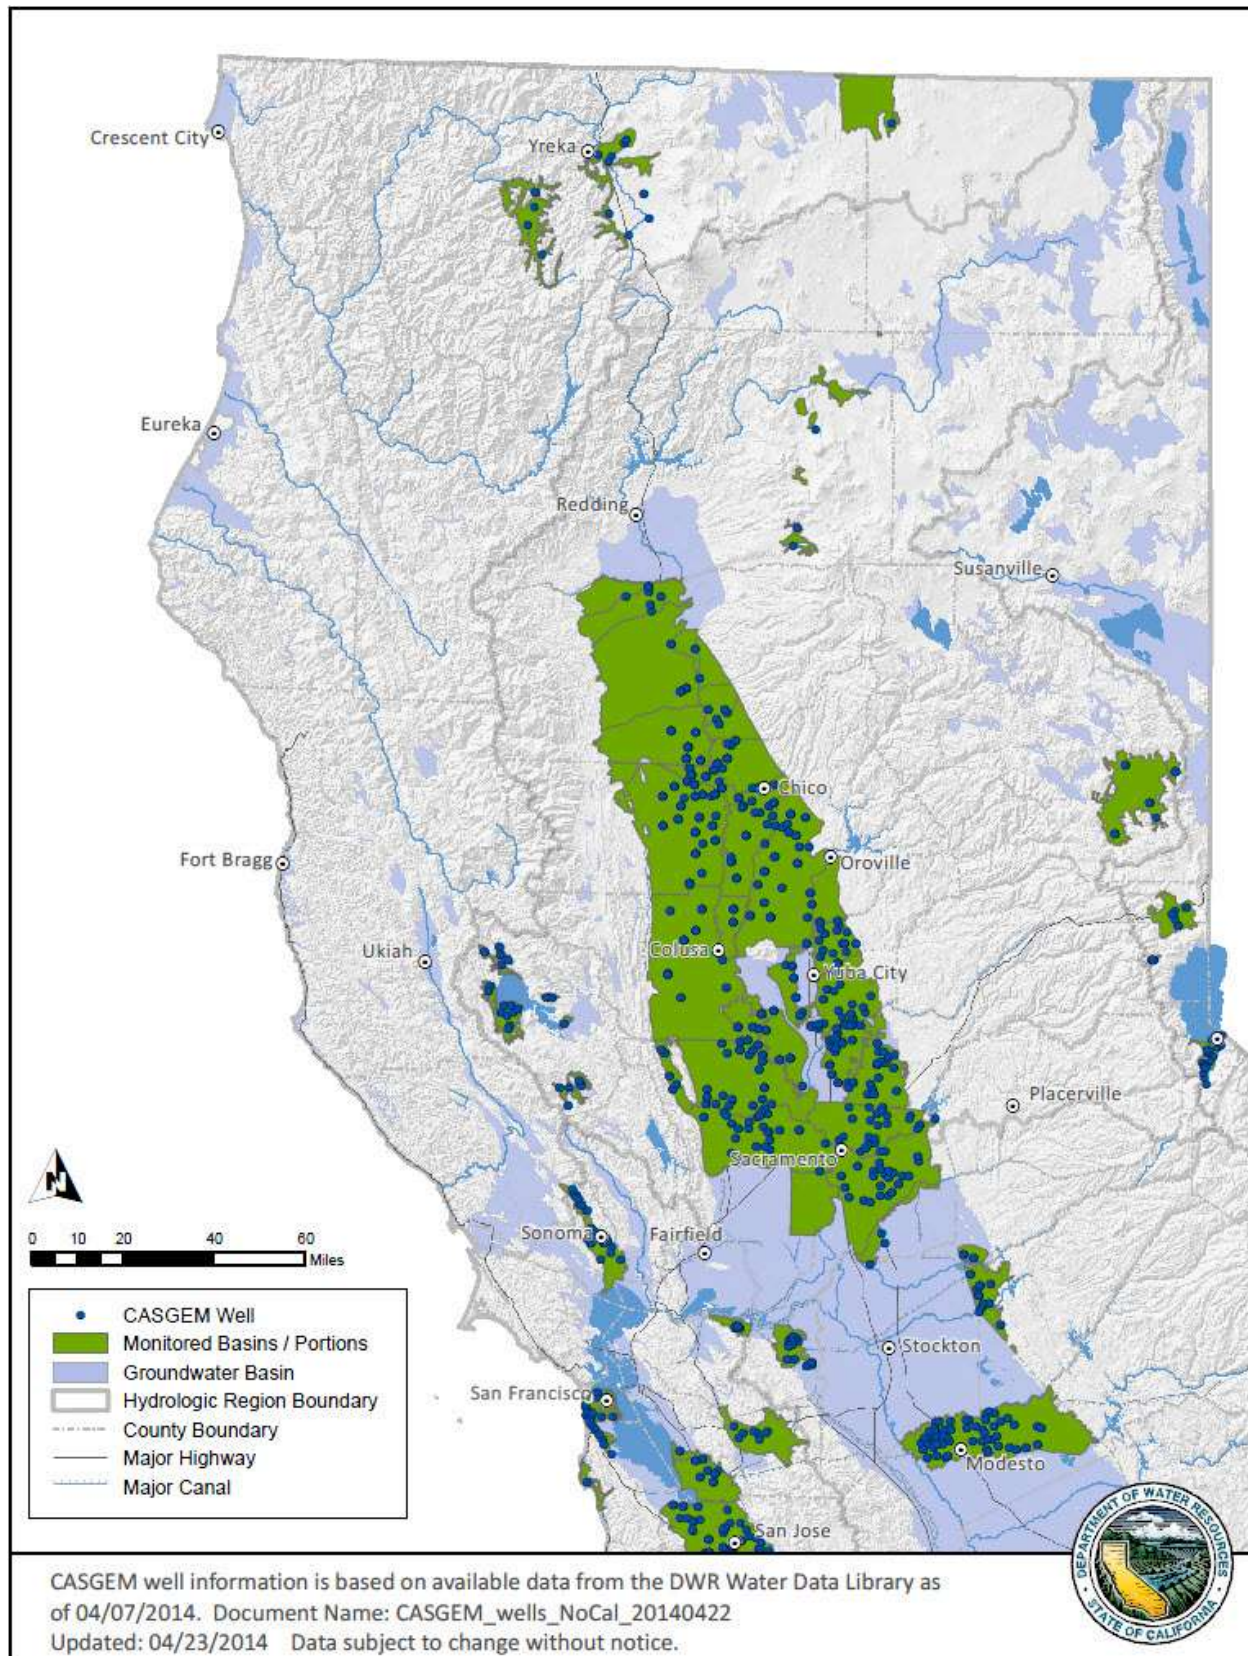 Crescent City
Yreka
Eureka
Redding
Susanville
Chico
Fort Bragg
Oroville
Ukiah
Colusa
Yuba City
Placerville
Sacramento
Sonoma
Fairfield
Stockton
San Francisco
Modesto
San Jose
N
0 20 40 60
Miles
CASGEM Well
Monitored Basins / Portions
Groundwater Basin
Hydrologic Region Boundary
County Boundary
Major Highway
Major Canal
DEPARTMENT OF WATER RESOURCES
STATE OF CALIFORNIA
CASGEM well information is based on available data from the DWR Water Data Library as
of 04/07/2014. Document Name: CASGEM_wells_NoCal_20140422
Updated: 04/23/2014 Data subject to change without notice.